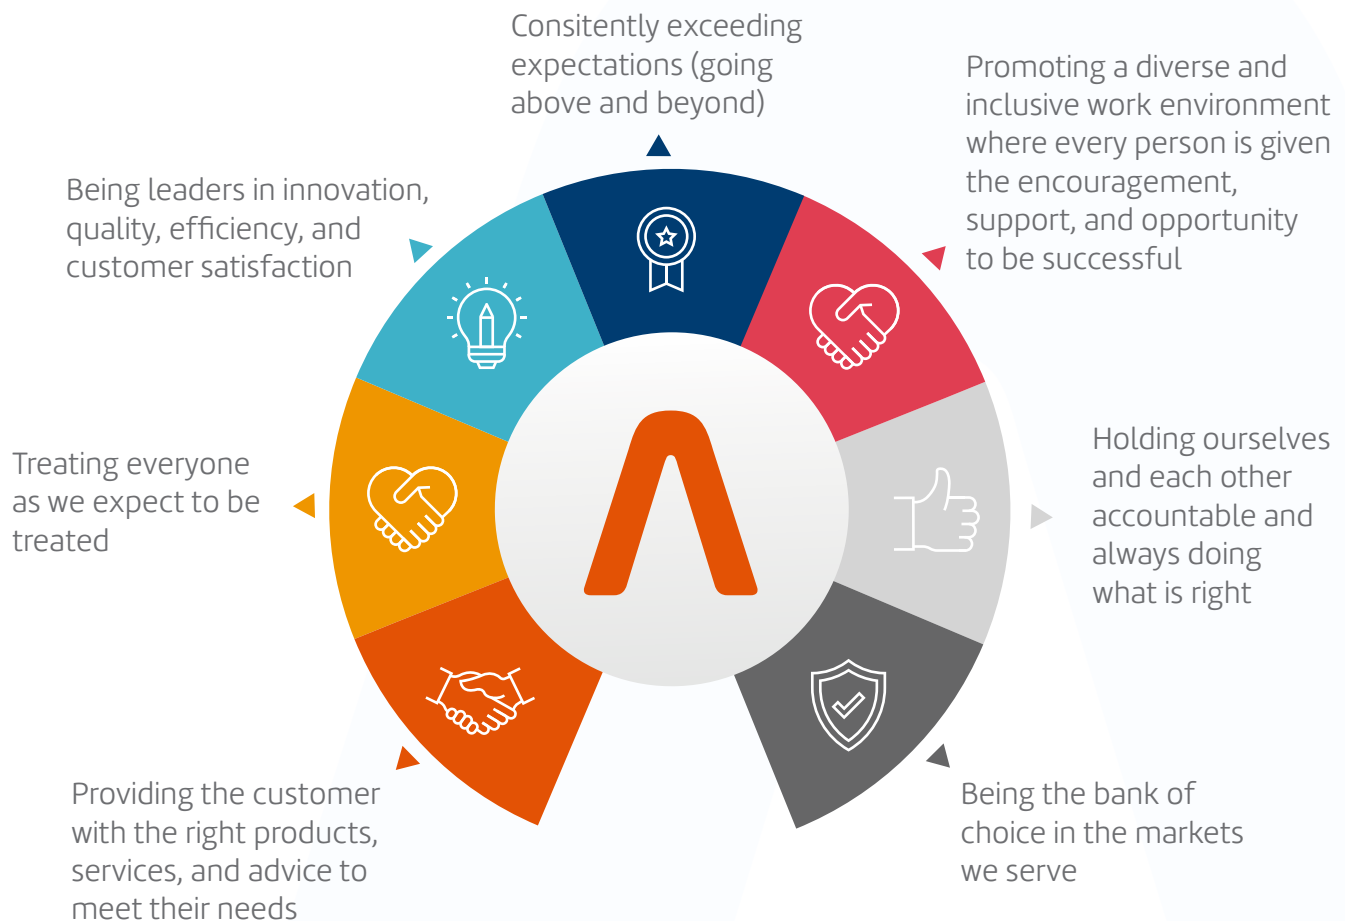 Consitently exceeding
expectations (going
above and beyond)
Promoting a diverse and
inclusive work environment
where every person is given
the encouragement,
support, and opportunity
to be successful
Being leaders in innovation,
quality, efficiency, and
customer satisfaction
Holding ourselves
and each other
accountable and
always doing
what is right
Treating everyone
as we expect to be
treated
Providing the customer
with the right products,
services, and advice to
meet their needs
Being the bank of
choice in the markets
we serve